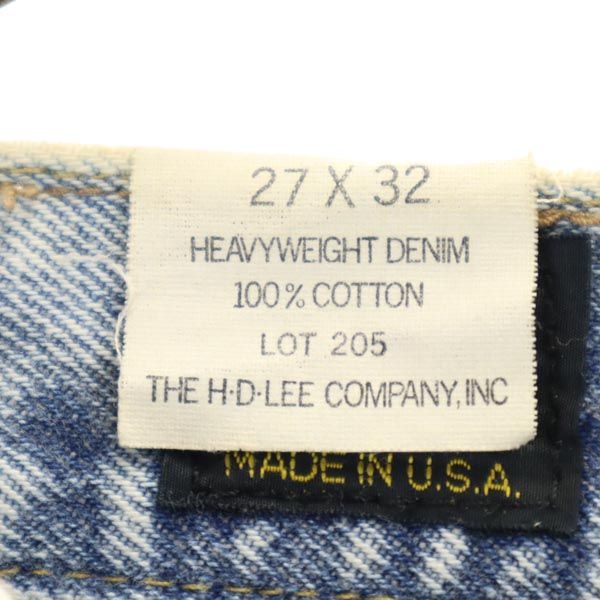 27 X 32
HEAVYWEIGHT DENIM
100% COTTON
LOT 205
THE H·D·LEE COMPANY, INC
MADE IN U.S.A.